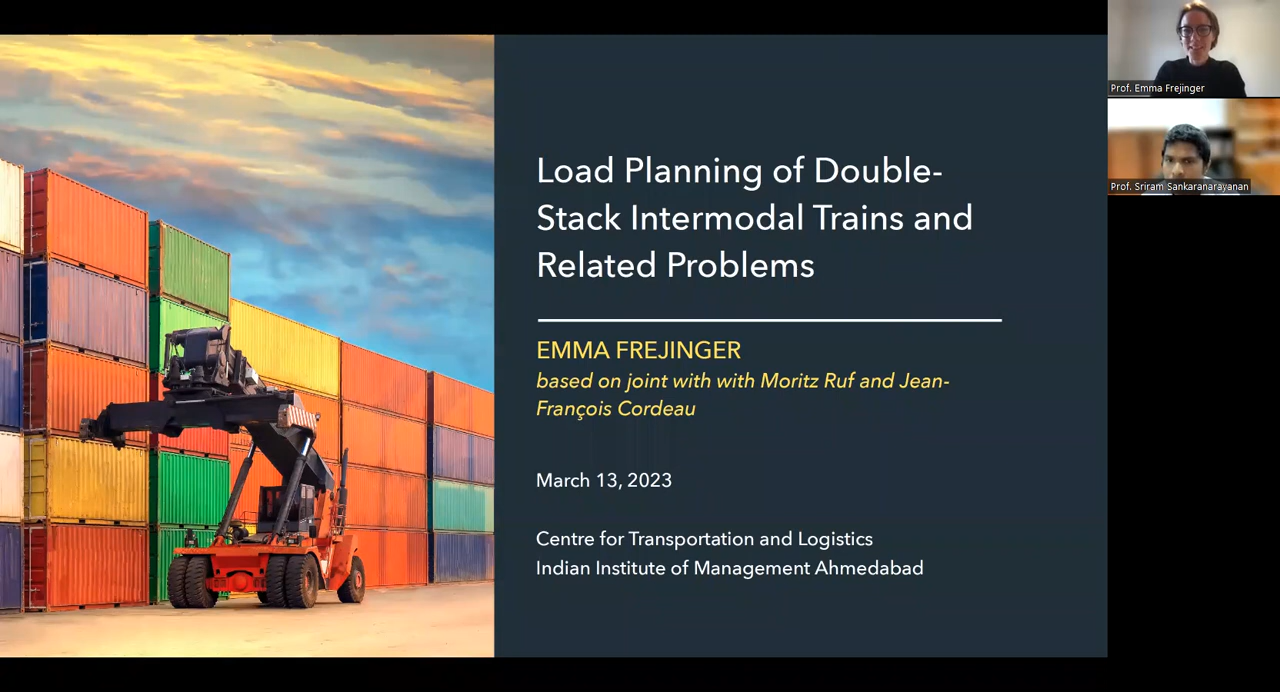 Load Planning of Double-
Stack Intermodal Trains and
Related Problems
EMMA FREJINGER
based on joint with with Moritz Ruf and Jean-
François Cordeau
March 13, 2023
Centre for Transportation and Logistics
Indian Institute of Management Ahmedabad
Prof. Emma Frejinger
Prof. Sriram Sankaranarayanan